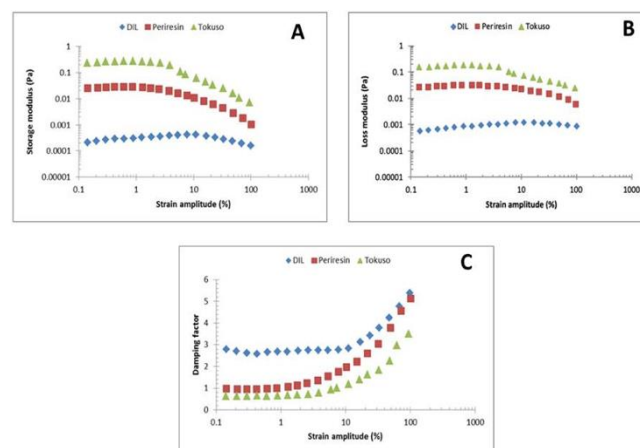 A
DIL Periresin Tokuso
Storage modulus (Pa)
1
0.1
0.01
0.001
0.0001
0.00001
0.1 1 10 100 1000
Strain amplitude (%)
B
DIL Periresin Tokuso
Loss modulus (Pa)
1
0.1
0.01
0.001
0.0001
0.00001
0.1 1 10 100 1000
Strain amplitude (%)
C
DIL Periresin Tokuso
Damping factor
6
5
4
3
2
1
0
0.1 1 10 100 1000
Strain amplitude (%)